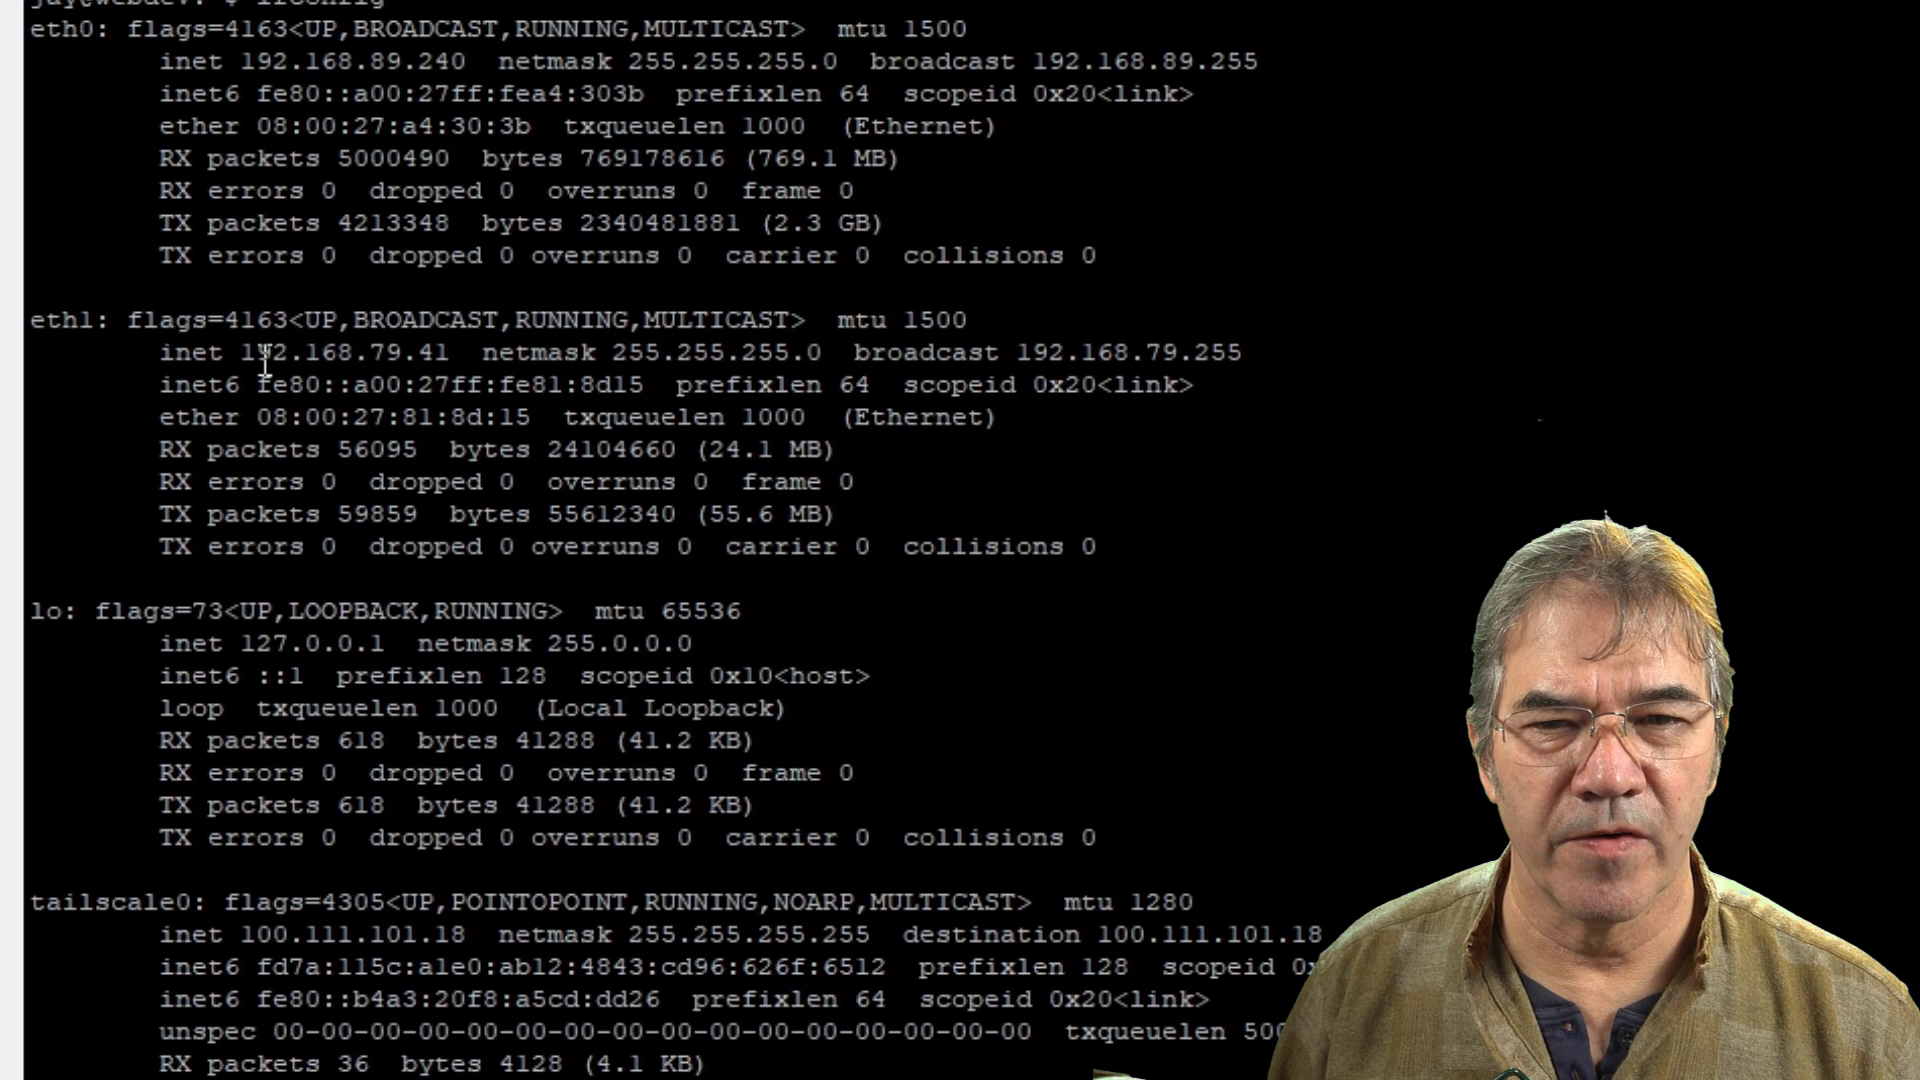 jay@webdev: $ ifconfig
eth0: flags=4163<UP,BROADCAST,RUNNING,MULTICAST>  mtu 1500
inet 192.168.89.240  netmask 255.255.255.0  broadcast 192.168.89.255
inet6 fe80::a00:27ff:fea4:303b  prefixlen 64  scopeid 0x20<link>
ether 08:00:27:a4:30:3b  txqueuelen 1000  (Ethernet)
RX packets 5000490  bytes 769178616 (769.1 MB)
RX errors 0  dropped 0  overruns 0  frame 0
TX packets 4213348  bytes 2340481881 (2.3 GB)
TX errors 0  dropped 0 overruns 0  carrier 0  collisions 0
eth1: flags=4163<UP,BROADCAST,RUNNING,MULTICAST>  mtu 1500
inet 192.168.79.41  netmask 255.255.255.0  broadcast 192.168.79.255
inet6 fe80::a00:27ff:fe81:8d15  prefixlen 64  scopeid 0x20<link>
ether 08:00:27:81:8d:15  txqueuelen 1000  (Ethernet)
RX packets 56095  bytes 24104660 (24.1 MB)
RX errors 0  dropped 0  overruns 0  frame 0
TX packets 59859  bytes 55612340 (55.6 MB)
TX errors 0  dropped 0 overruns 0  carrier 0  collisions 0
lo: flags=73<UP,LOOPBACK,RUNNING>  mtu 65536
inet 127.0.0.1  netmask 255.0.0.0
inet6 ::1  prefixlen 128  scopeid 0x10<host>
loop  txqueuelen 1000  (Local Loopback)
RX packets 618  bytes 41288 (41.2 KB)
RX errors 0  dropped 0  overruns 0  frame 0
TX packets 618  bytes 41288 (41.2 KB)
TX errors 0  dropped 0 overruns 0  carrier 0  collisions 0
tailscale0: flags=4305<UP,POINTOPOINT,RUNNING,NOARP,MULTICAST>  mtu 1280
inet 100.111.101.18  netmask 255.255.255.255  destination 100.111.101.18
inet6 fd7a:115c:a1e0:ab12:4843:cd96:626f:6512  prefixlen 128  scopeid
inet6 fe80::b4a3:20f8:a5cd:dd26  prefixlen 64  scopeid 0x20<link>
unspec 00-00-00-00-00-00-00-00-00-00-00-00-00-00-00-00  txqueuelen
RX packets 36  bytes 4128 (4.1 KB)